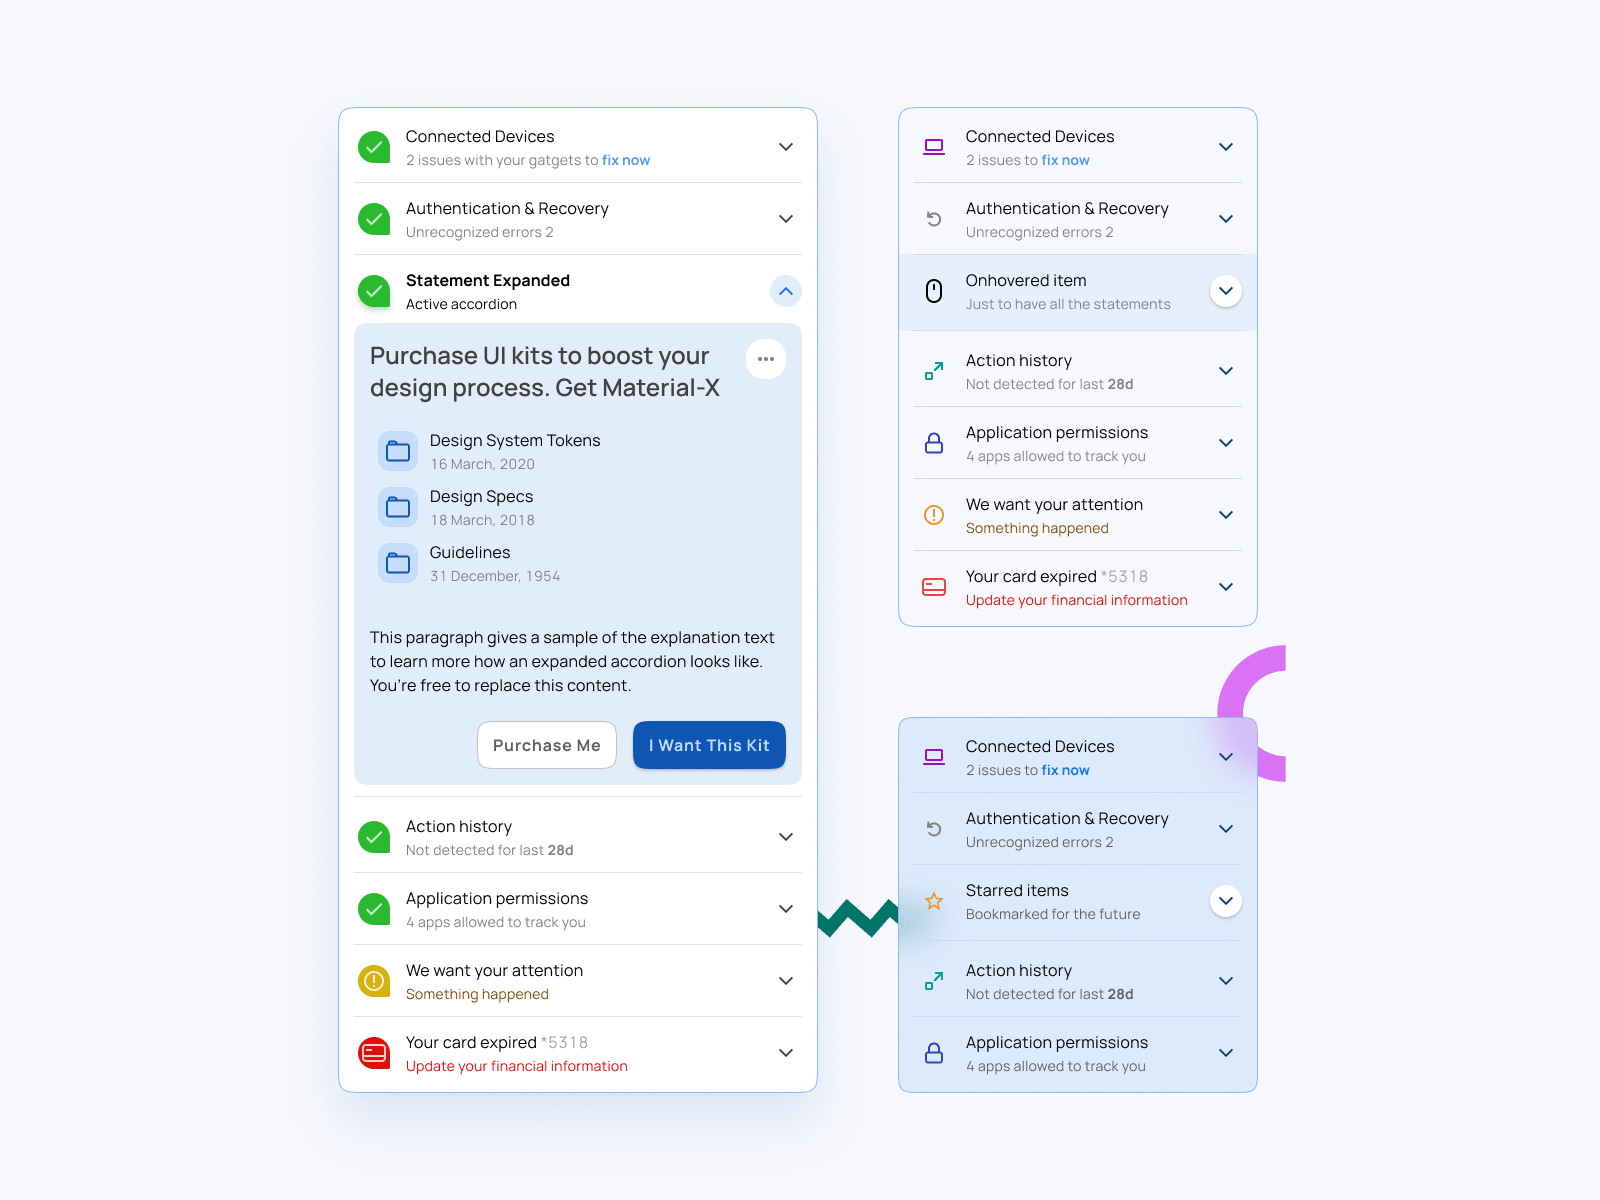 Connected Devices
2 issues with your gatgets to fix now
Authentication & Recovery
Unrecognized errors 2
Statement Expanded
Active accordion
Purchase UI kits to boost your
design process. Get Material-X
Design System Tokens
16 March, 2020
Design Specs
18 March, 2018
Guidelines
31 December, 1954
This paragraph gives a sample of the explanation text
to learn more how an expanded accordion looks like.
You're free to replace this content.
Purchase Me
I Want This Kit
Action history
Not detected for last 28d
Application permissions
4 apps allowed to track you
We want your attention
Something happened
Your card expired *5318
Update your financial information
Connected Devices
2 issues to fix now
Authentication & Recovery
Unrecognized errors 2
Onhovered item
Just to have all the statements
Action history
Not detected for last 28d
Application permissions
4 apps allowed to track you
We want your attention
Something happened
Your card expired *5318
Update your financial information
Connected Devices
2 issues to fix now
Authentication & Recovery
Unrecognized errors 2
Starred items
Bookmarked for the future
Action history
Not detected for last 28d
Application permissions
4 apps allowed to track you